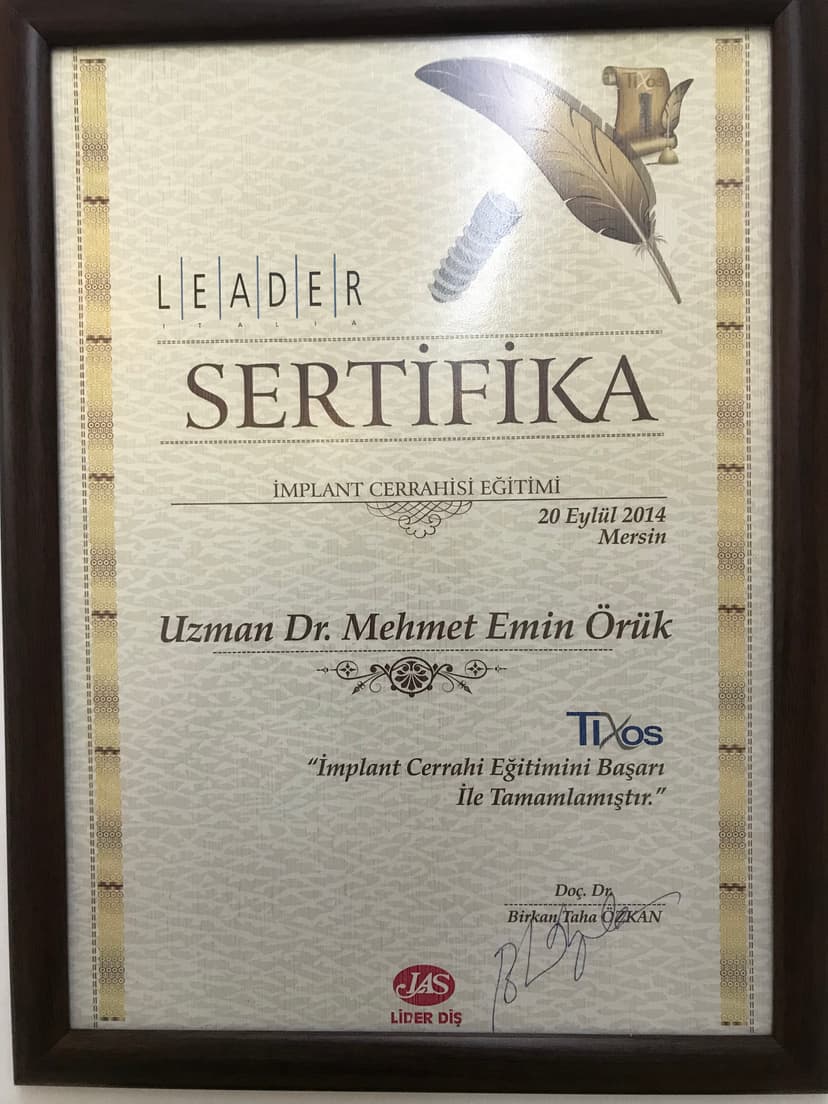 TiXos
LEADER
ITALIA
SERTİFİKA
İMPLANT CERRAHİSİ EĞİTİMİ
20 Eylül 2014
Mersin
Uzman Dr. Mehmet Emin Örük
TiXos
“İmplant Cerrahi Eğitimini Başarı
İle Tamamlamıştır.”
Doç. Dr.
Birkan Taha ÖZKAN
JAS
LİDER DİŞ